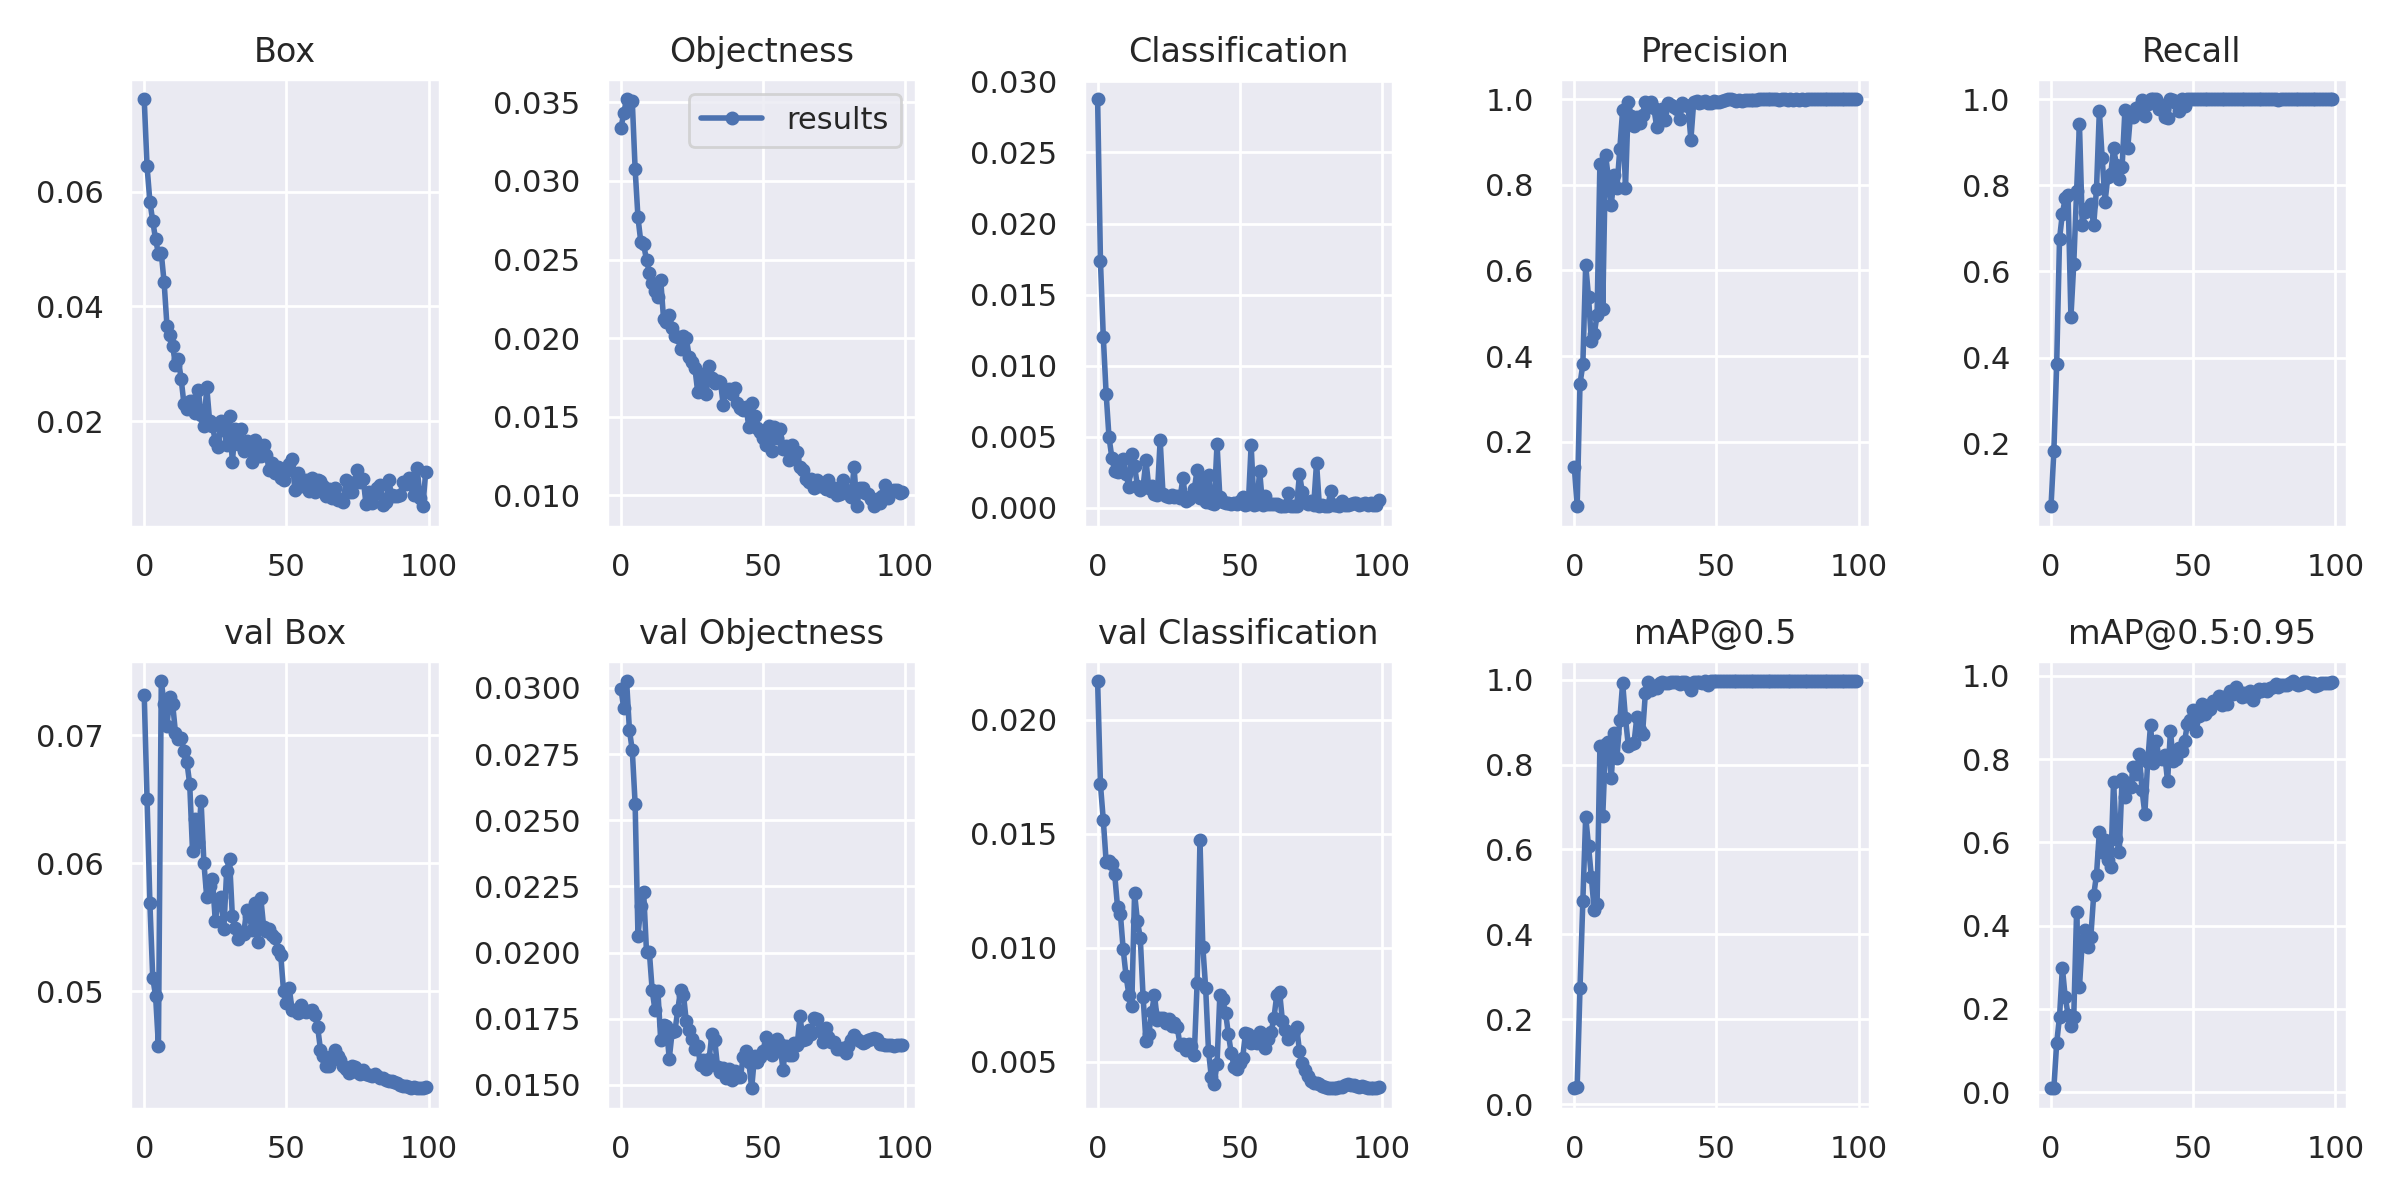 Box
Objectness
Classification
Precision
Recall
0.06
0.04
0.02
0 50 100
0.035
0.030
0.025
0.020
0.015
0.010
results
0 50 100
0.030
0.025
0.020
0.015
0.010
0.005
0.000
0 50 100
1.0
0.8
0.6
0.4
0.2
0 50 100
1.0
0.8
0.6
0.4
0.2
0 50 100
val Box
val Objectness
val Classification
mAP@0.5
mAP@0.5:0.95
0.07
0.06
0.05
0 50 100
0.0300
0.0275
0.0250
0.0225
0.0200
0.0175
0.0150
0 50 100
0.020
0.015
0.010
0.005
0 50 100
1.0
0.8
0.6
0.4
0.2
0.0
0 50 100
1.0
0.8
0.6
0.4
0.2
0.0
0 50 100